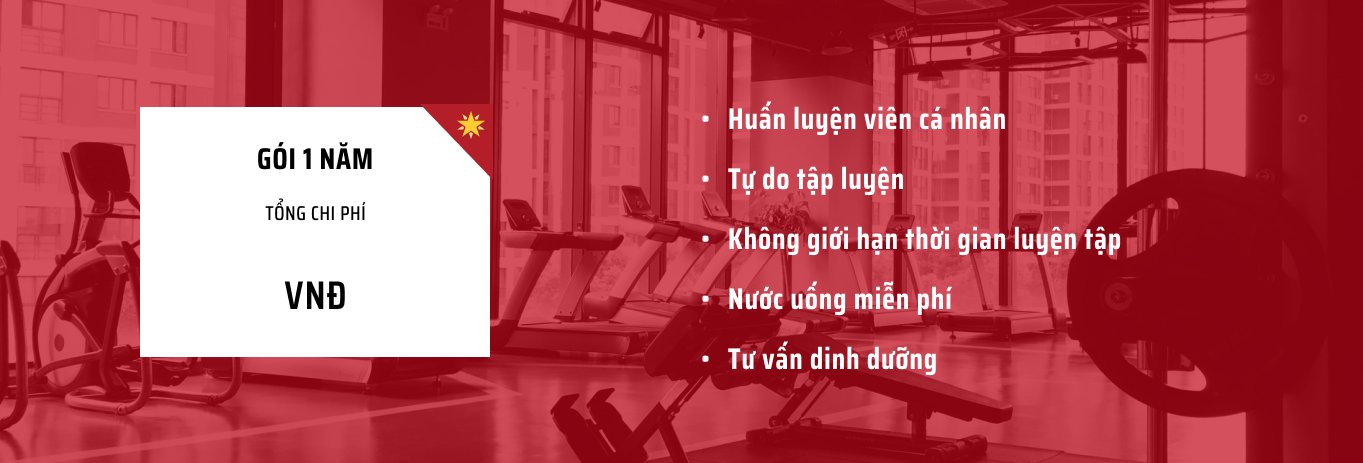 GÓI 1 NĂM
TỔNG CHI PHÍ
VNĐ
• Huấn luyện viên cá nhân
• Tự do tập luyện
• Không giới hạn thời gian luyện tập
• Nước uống miễn phí
• Tư vấn dinh dưỡng